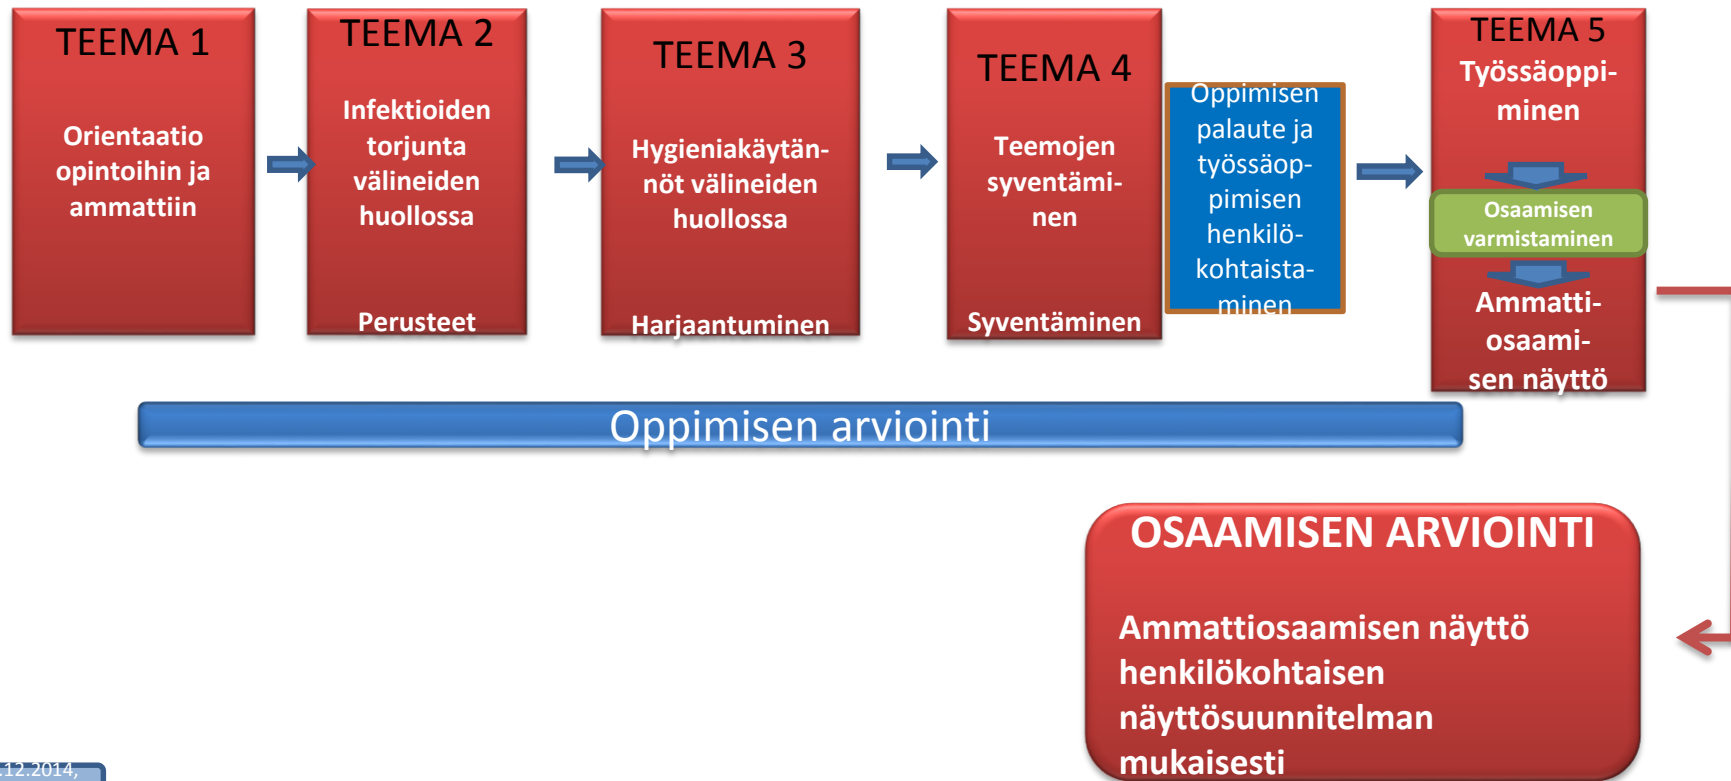 TEEMA 1
Orientaatio
opintoihin ja
ammattiin
TEEMA 2
Infektioiden
torjunta
välineiden
huollossa
Perusteet
TEEMA 3
Hygieniakäytän-
nöt välineiden
huollossa
Harjaantuminen
TEEMA 4
Teemojen
syventämi-
nen
Syventäminen
Oppimisen
palaute ja
työssäop-
pimisen
henkilö-
kohtaista-
minen
TEEMA 5
Työssäoppi-
minen
Osaamisen
varmistaminen
Ammatti-
osaami-
sen näyttö
Oppimisen arviointi
OSAAMISEN ARVIOINTI
Ammattiosaamisen näyttö
henkilökohtaisen
näyttösuunnitelman
mukaisesti
.12.2014,